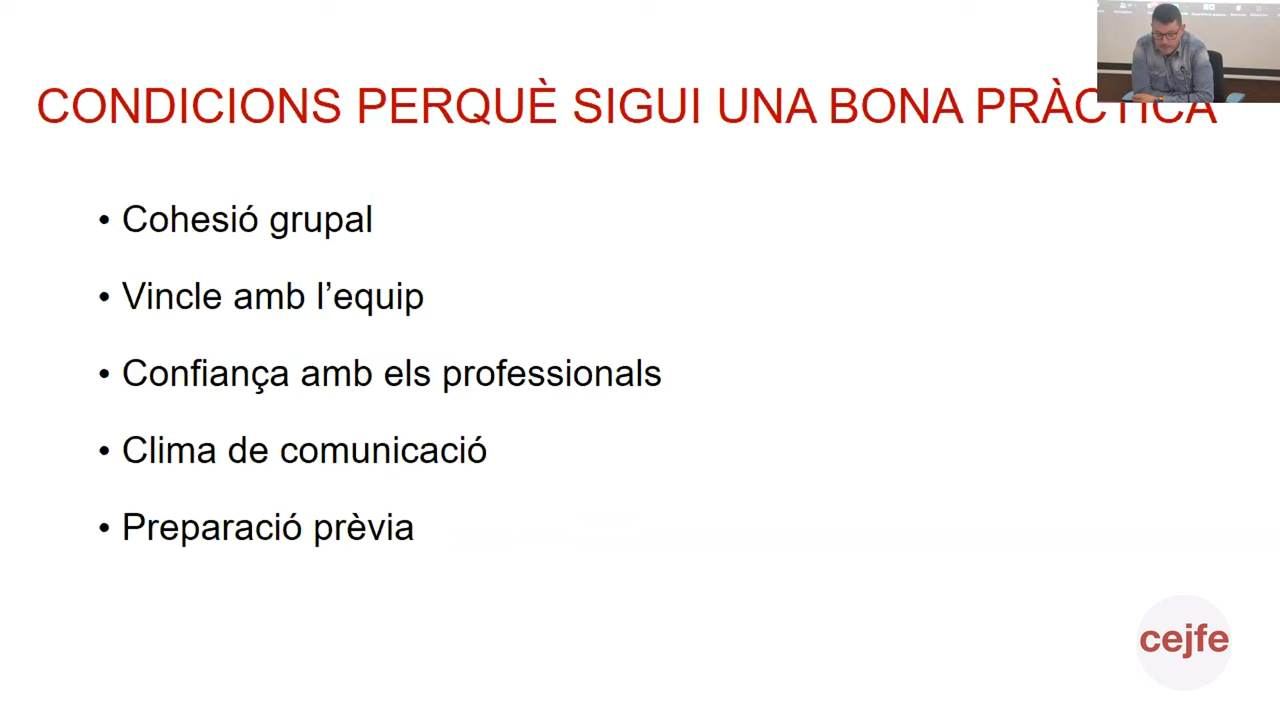 CONDICIONS PERQUÈ SIGUI UNA BONA PRÀCTICA
• Cohesió grupal
• Vincle amb l’equip
• Confiança amb els professionals
• Clima de comunicació
• Preparació prèvia
cejfe